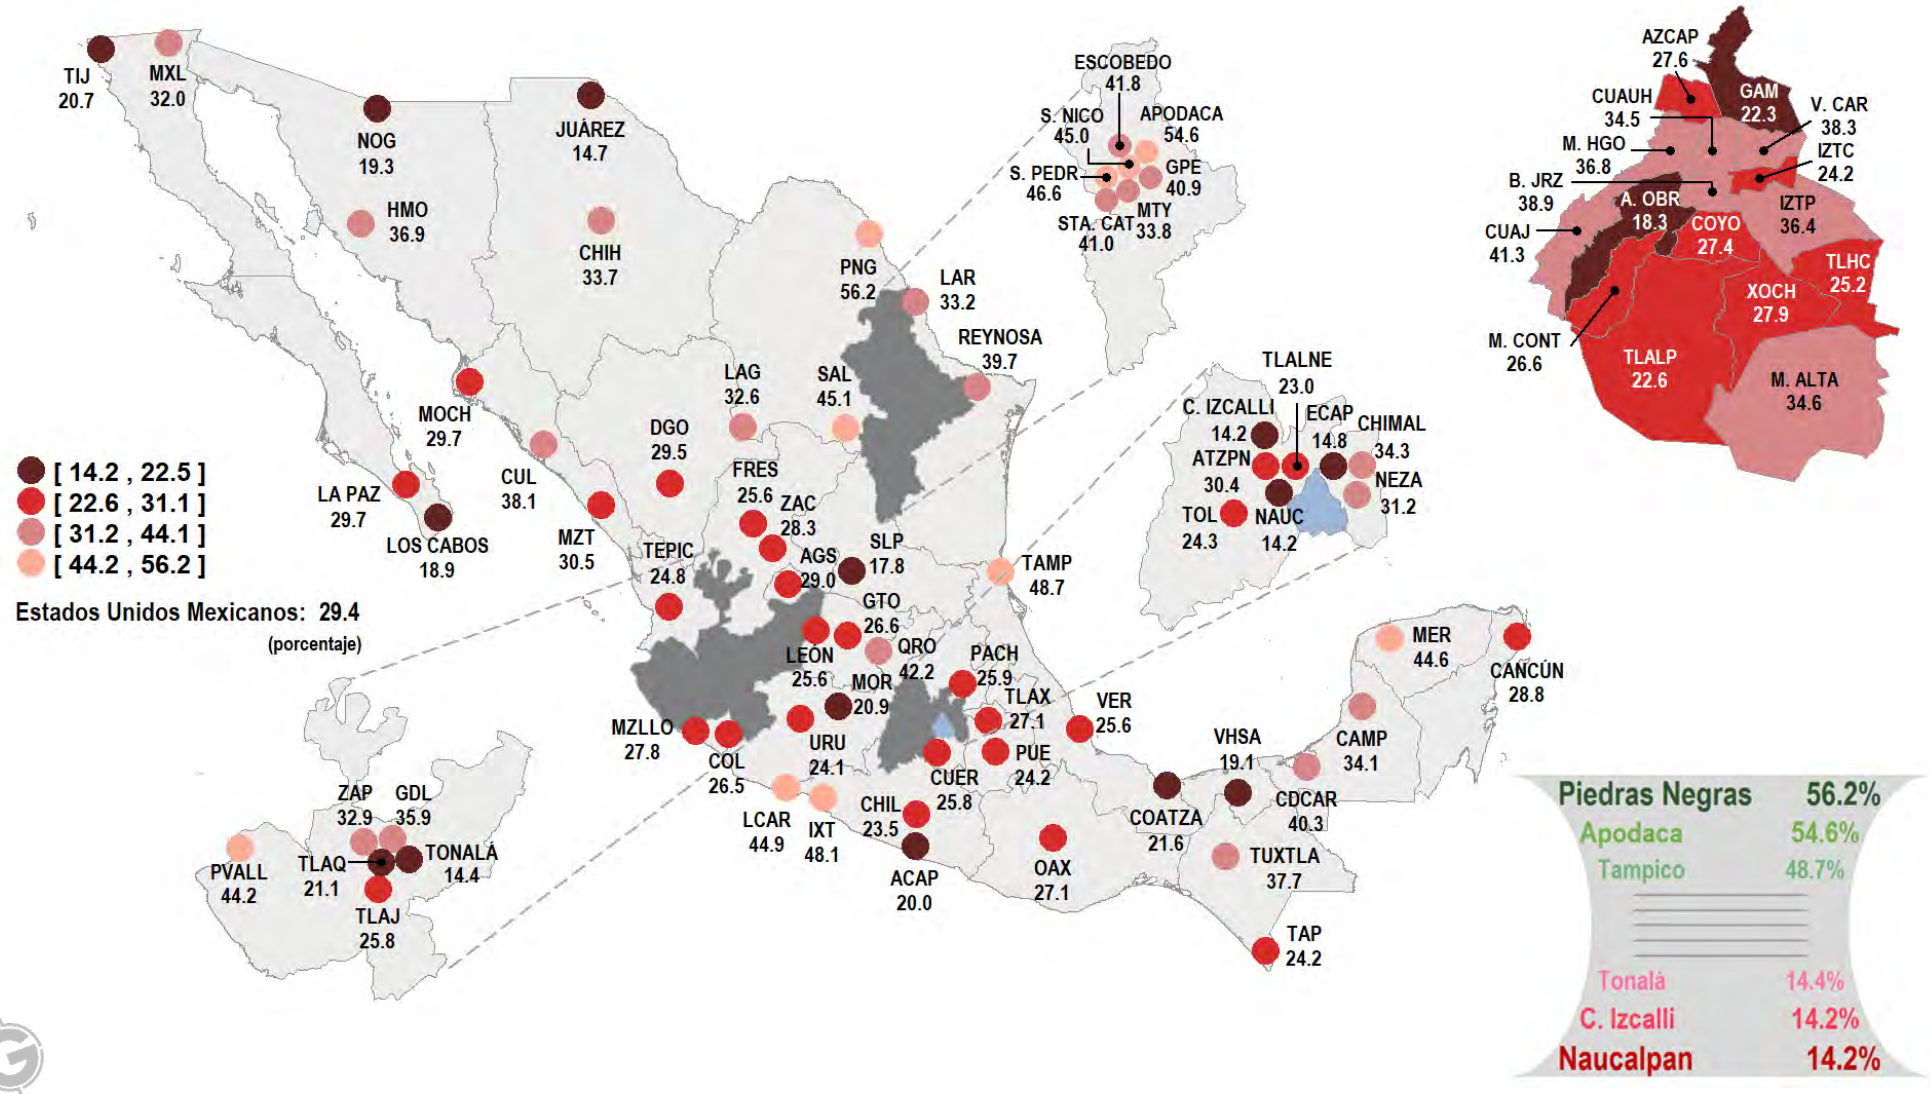 TIJ
20.7
MXL
32.0
NOG
19.3
JUÁREZ
14.7
HMO
36.9
CHIH
33.7
PNG
56.2
LAR
33.2
REYNOSA
39.7
LAG
32.6
SAL
45.1
MOCH
29.7
DGO
29.5
CUL
38.1
LA PAZ
29.7
LOS CABOS
18.9
MZT
30.5
FRES
25.6
ZAC
28.3
TEPIC
24.8
AGS
29.0
SLP
17.8
TAMP
48.7
GTO
26.6
LEÓN
25.6
QRO
42.2
PACH
25.9
MOR
20.9
TLAX
27.1
VER
25.6
MZLLO
27.8
COL
26.5
URU
24.1
CUER
25.8
PUE
24.2
LCAR
44.9
IXT
48.1
CHIL
23.5
ACAP
20.0
OAX
27.1
COATZA
21.6
VHSA
19.1
CDCAR
40.3
CAMP
34.1
MER
44.6
CANCÚN
28.8
TUXTLA
37.7
TAP
24.2
ESCOBEDO
41.8
S. NICO
45.0
APODACA
54.6
S. PEDR
46.6
GPE
40.9
STA. CAT
41.0
MTY
33.8
TLALNE
23.0
C. IZCALLI
14.2
ECAP
14.8
CHIMAL
34.3
ATZPN
30.4
NEZA
31.2
TOL
24.3
NAUC
14.2
AZCAP
27.6
GAM
22.3
CUAUH
34.5
V. CAR
38.3
M. HGO
36.8
IZTC
24.2
B. JRZ
38.9
A. OBR
18.3
IZTP
36.4
CUAJ
41.3
COYO
27.4
TLHC
25.2
XOCH
27.9
M. CONT
26.6
TLALP
22.6
M. ALTA
34.6
ZAP
32.9
GDL
35.9
PVALL
44.2
TLAQ
21.1
TONALÁ
14.4
TLAJ
25.8
[ 14.2 , 22.5 ]
[ 22.6 , 31.1 ]
[ 31.2 , 44.1 ]
[ 44.2 , 56.2 ]
Estados Unidos Mexicanos: 29.4
(porcentaje)
Piedras Negras 56.2%
Apodaca 54.6%
Tampico 48.7%
Tonalá 14.4%
C. Izcalli 14.2%
Naucalpan 14.2%
G